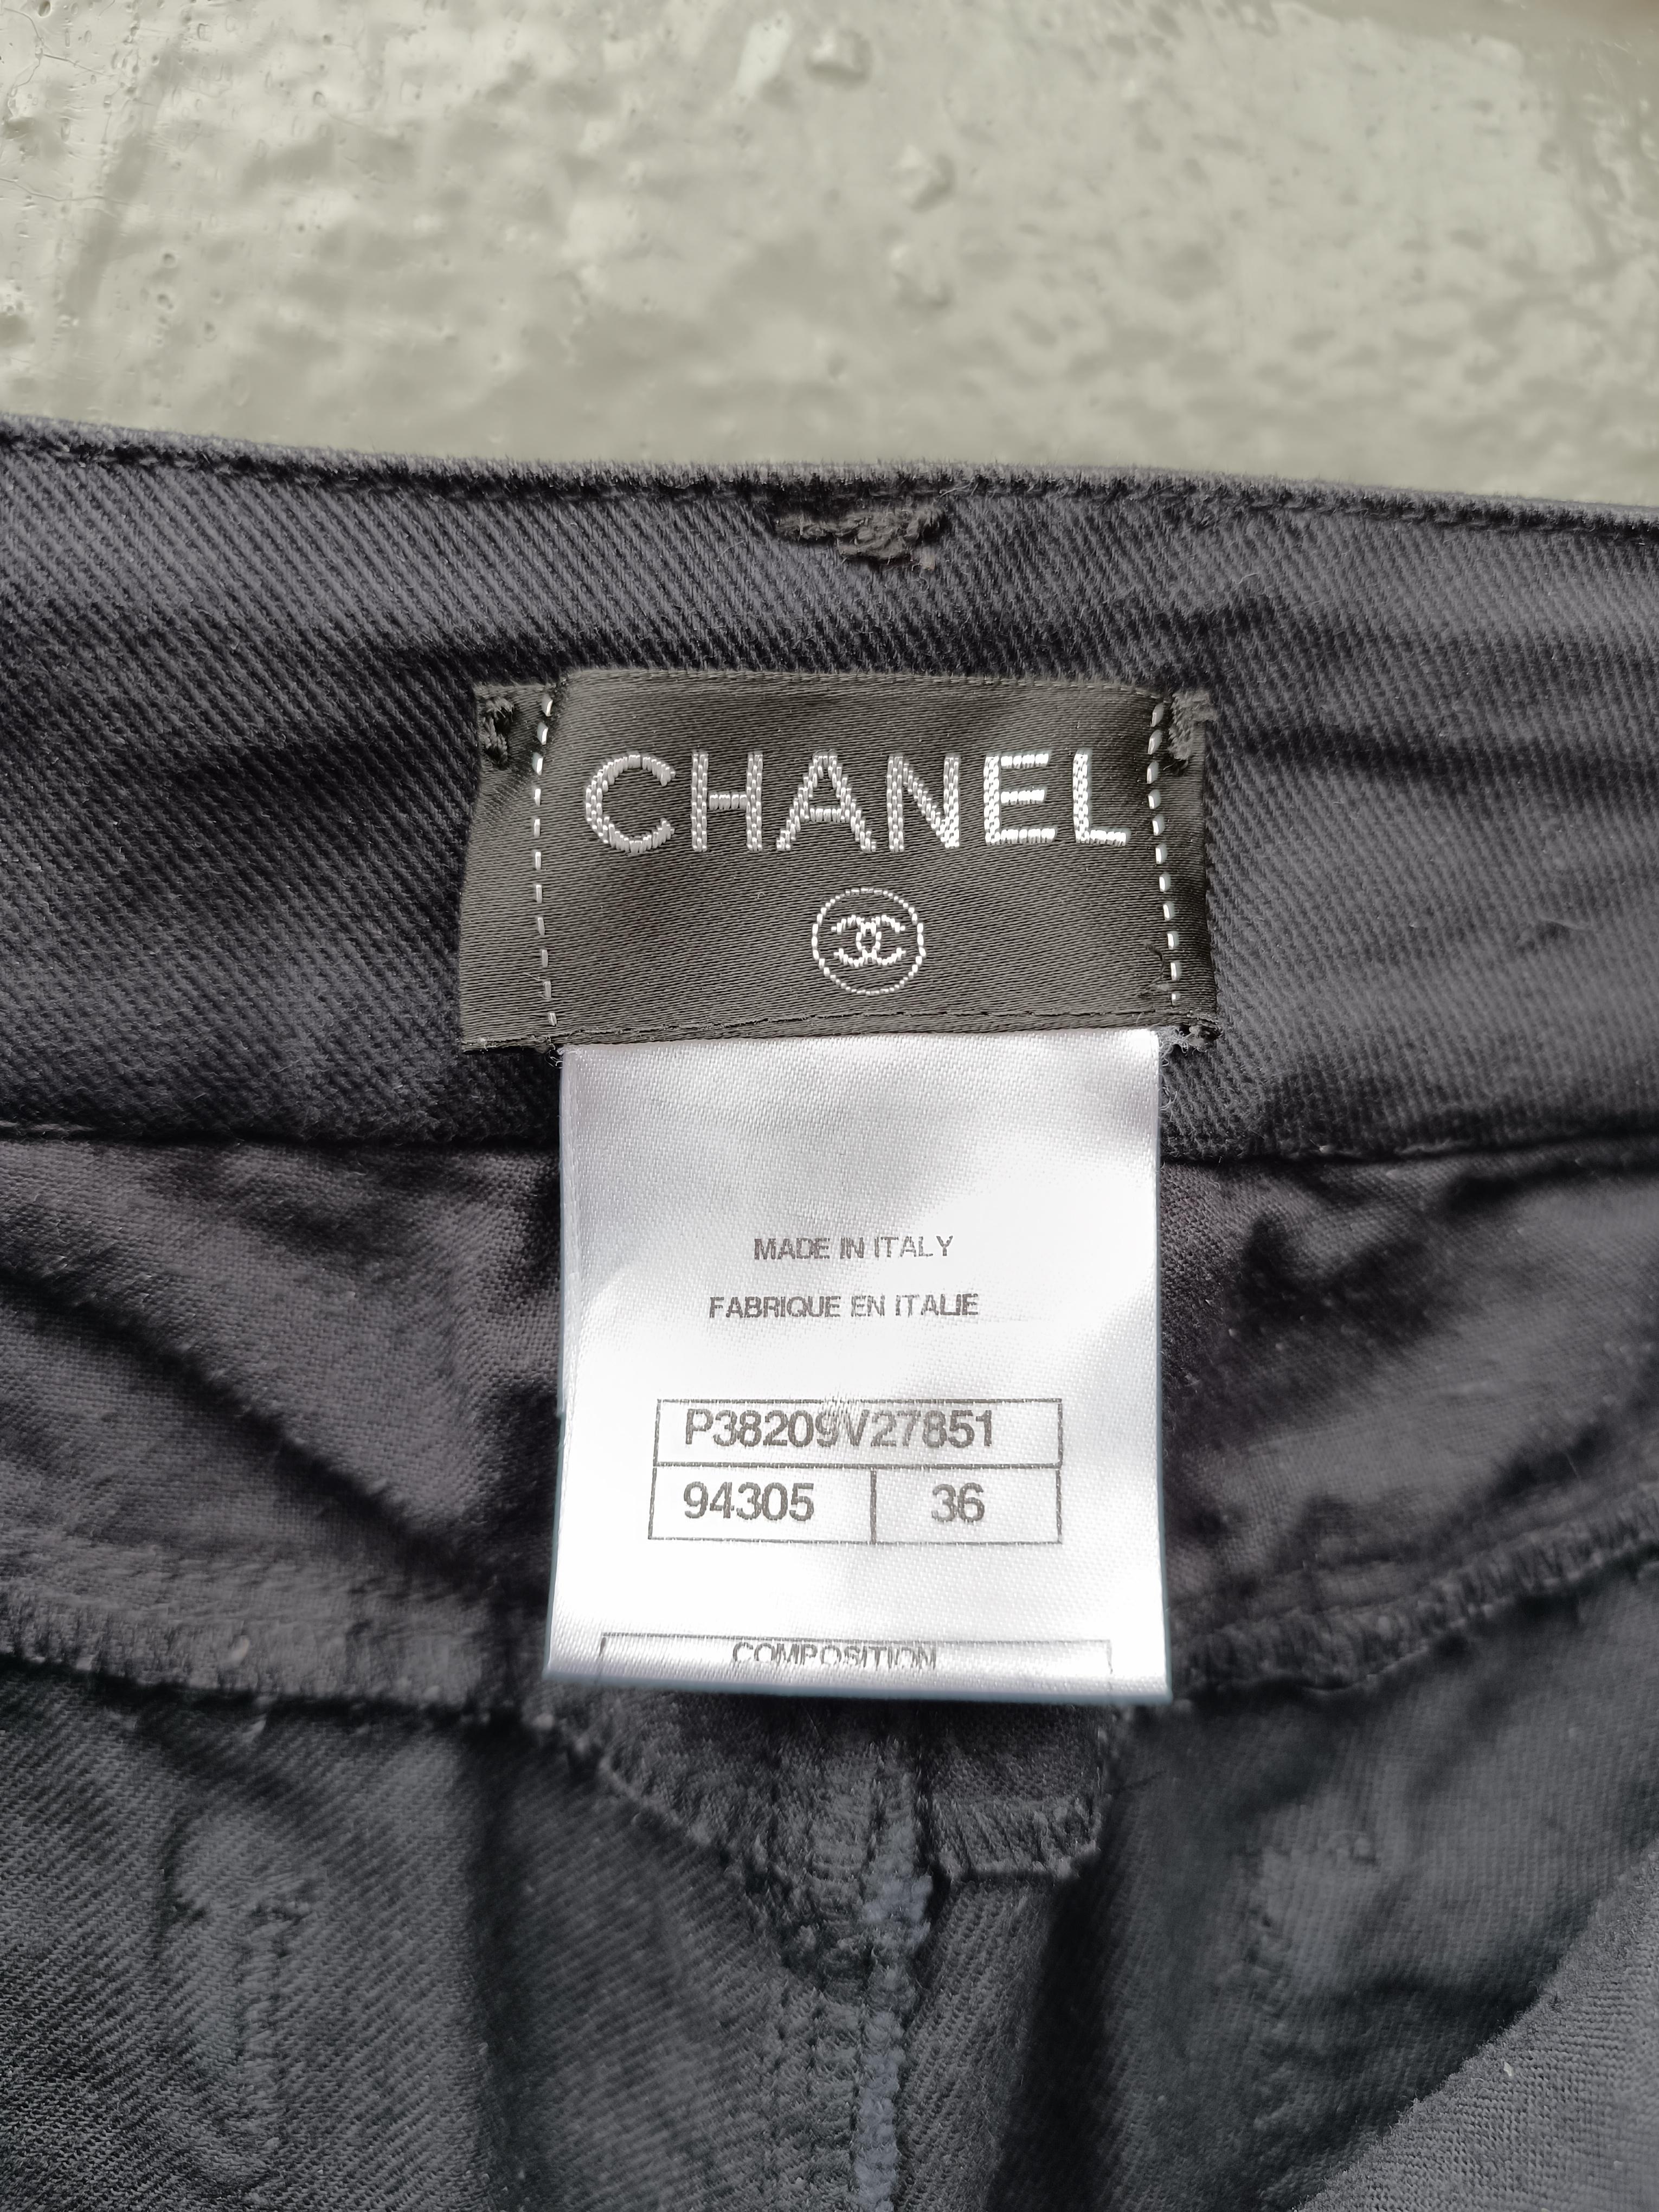 CHANEL
MADE IN ITALY
FABRIQUE EN ITALIE
P38209V27851
94305 36
COMPOSITION